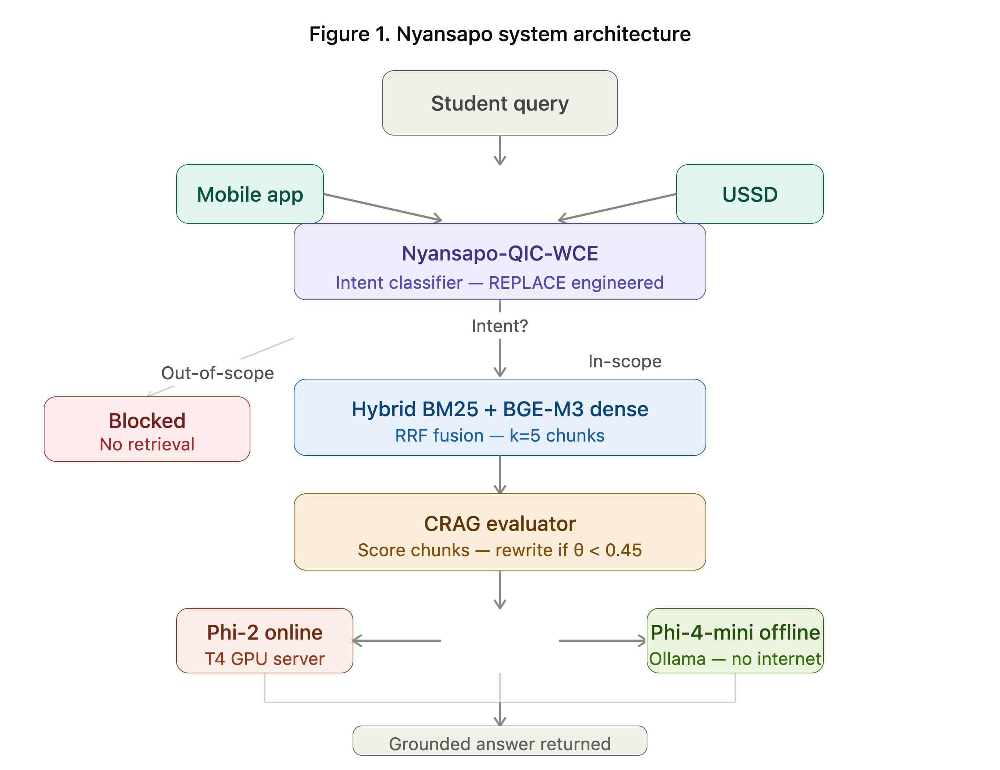 Figure 1. Nyansapo system architecture
Student query
Mobile app
USSD
Nyansapo-QIC-WCE
Intent classifier — REPLACE engineered
Intent?
In-scope
Out-of-scope
Blocked
No retrieval
Hybrid BM25 + BGE-M3 dense
RRF fusion — k=5 chunks
CRAG evaluator
Score chunks — rewrite if θ < 0.45
Phi-2 online
T4 GPU server
Phi-4-mini offline
Ollama — no internet
Grounded answer returned